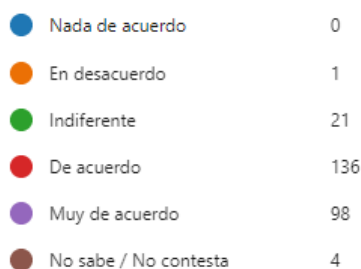 Nada de acuerdo 0
En desacuerdo 1
Indiferente 21
De acuerdo 136
Muy de acuerdo 98
No sabe / No contesta 4